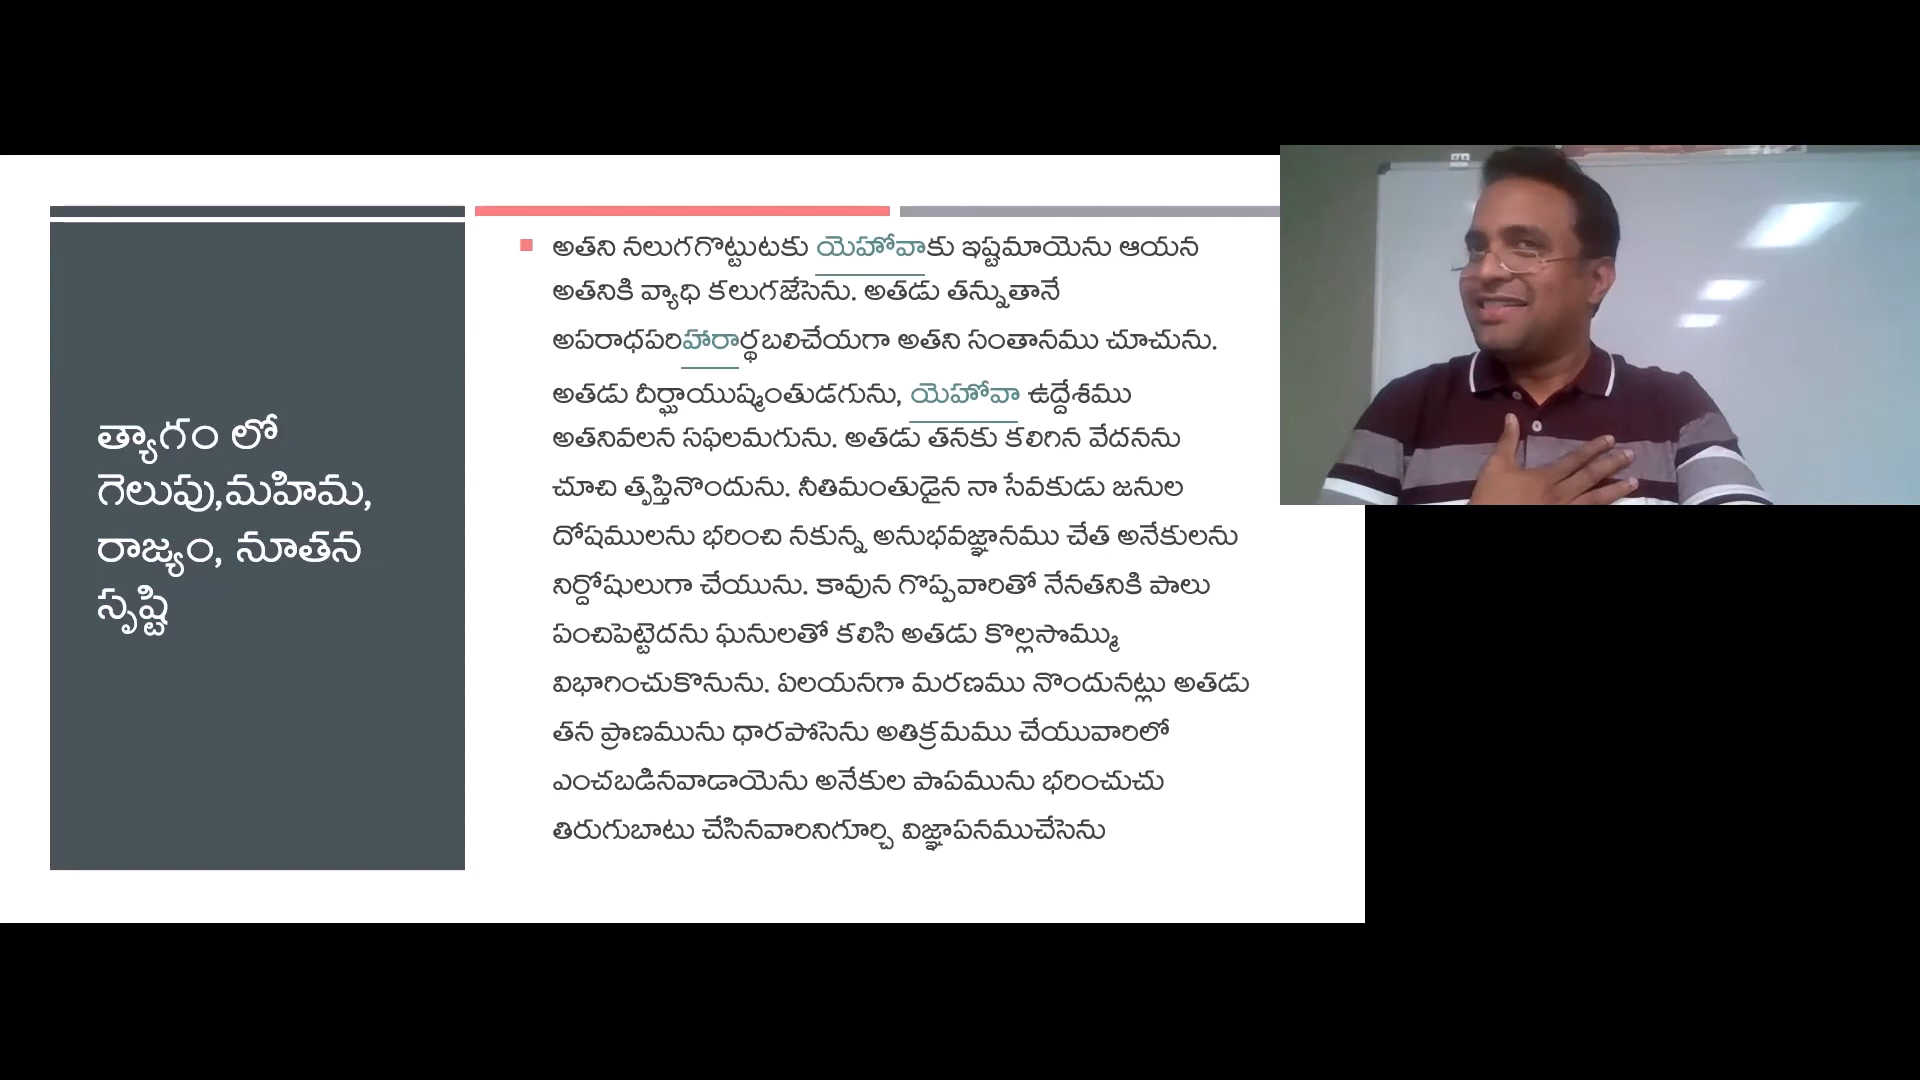 త్యాగం లో
గెలుపు,మహిమ,
రాజ్యం, నూతన
సృష్టి
అతని నలుగగొట్టుటకు యెహోవాకు ఇష్టమాయెను ఆయన
అతనికి వ్యాధి కలుగజేసెను. అతడు తన్నుతానే
అపరాధపరిహారార్థబలిచేయగా అతని సంతానము చూచును.
అతడు దీర్ఘాయుష్మంతుడగును, యెహోవా ఉద్దేశము
అతనివలన సఫలమగును. అతడు తనకు కలిగిన వేదనను
చూచి తృప్తినొందును. నీతిమంతుడైన నా సేవకుడు జనుల
దోషములను భరించి నకున్న అనుభవజ్ఞానము చేత అనేకులను
నిర్దోషులుగా చేయును. కావున గొప్పవారితో నేనతనికి పాలు
పంచిపెట్టెదను ఘనులతో కలిసి అతడు కొల్లసొమ్ము
విభాగించుకొనును. ఏలయనగా మరణము నొందునట్లు అతడు
తన ప్రాణమును ధారపోసెను అతిక్రమము చేయువారిలో
ఎంచబడినవాడాయెను అనేకుల పాపమును భరించుచు
తిరుగుబాటు చేసినవారినిగూర్చి విజ్ఞాపనముచేసెను